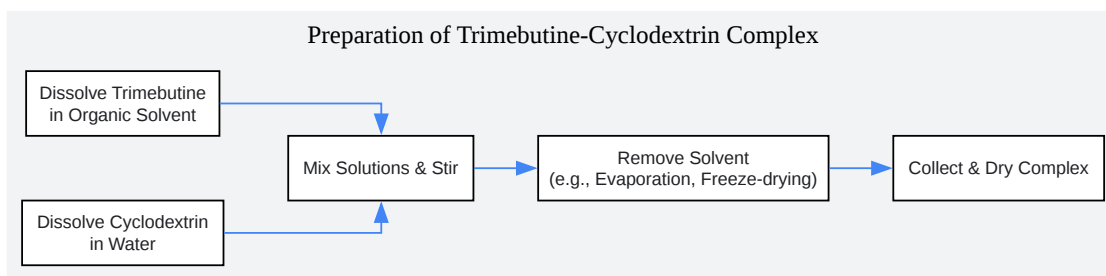 Preparation of Trimebutine-Cyclodextrin Complex
Dissolve Trimebutine
in Organic Solvent
Dissolve Cyclodextrin
in Water
Mix Solutions & Stir
Remove Solvent
(e.g., Evaporation, Freeze-drying)
Collect & Dry Complex